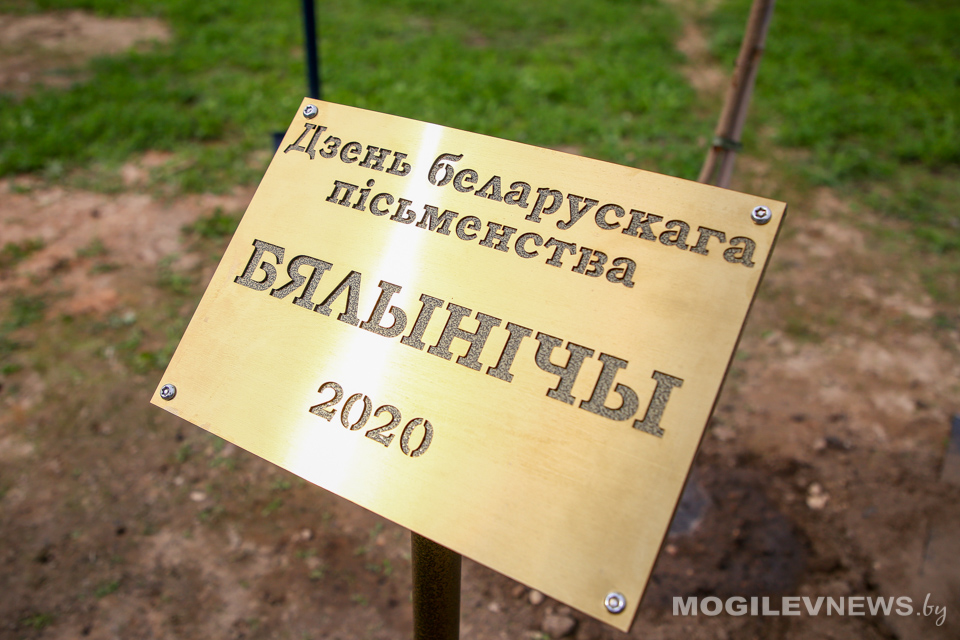 Дзень беларускага
пісьменства
БЯЛЫНІЧЫ
2020
MOGILEVNEWS.by